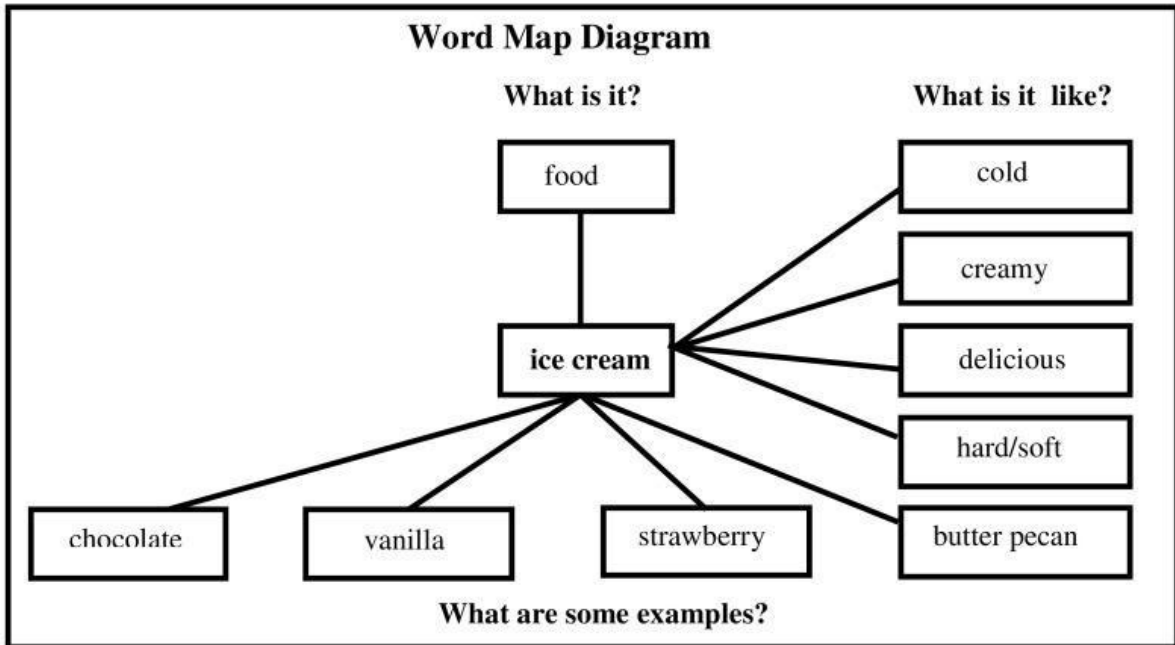 Word Map Diagram
What is it?
What is it like?
food
cold
creamy
ice cream
delicious
hard/soft
chocolate
vanilla
strawberry
butter pecan
What are some examples?